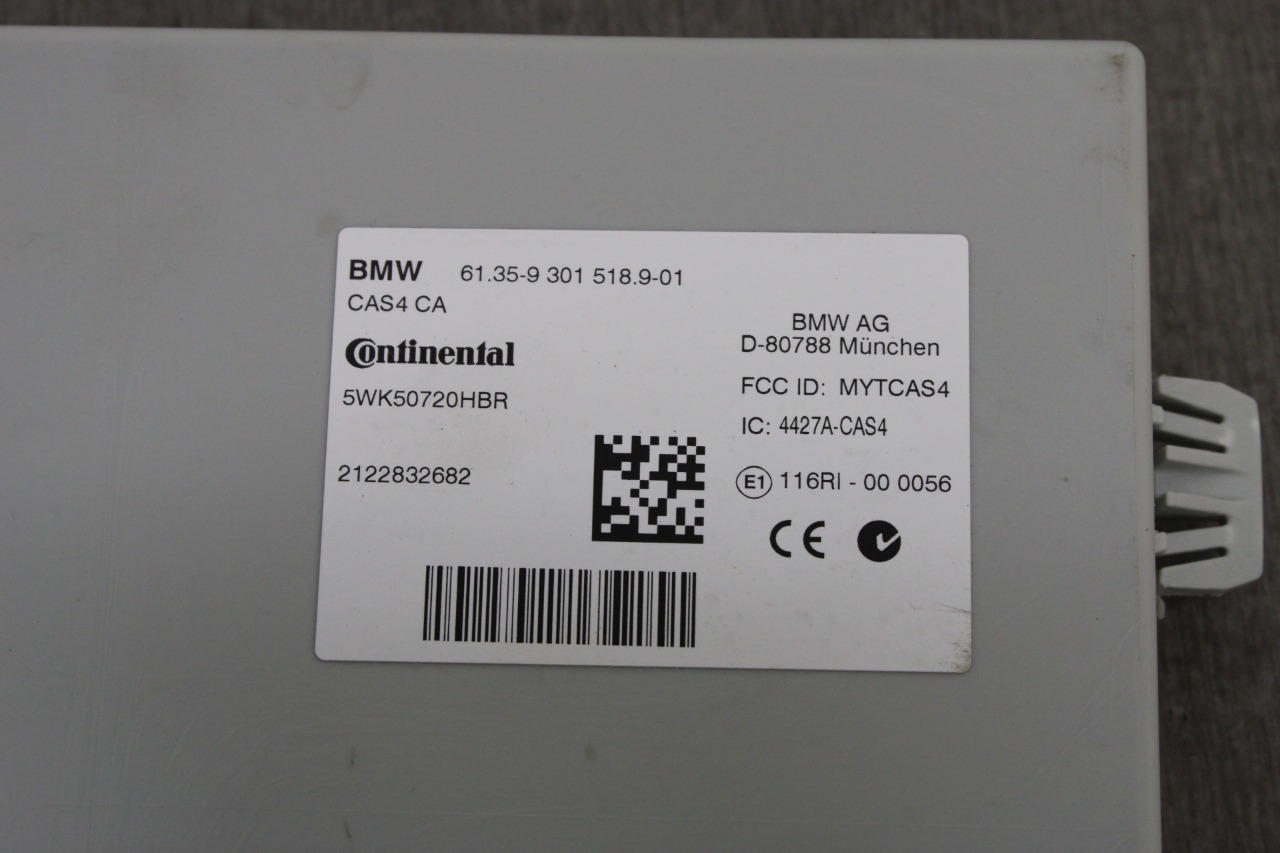 BMW 61.35-9 301 518.9-01
CAS4 CA
Continental
5WK50720HBR
2122832682
BMW AG
D-80788 München
FCC ID: MYTCAS4
IC: 4427A-CAS4
E1 116RI - 00 0056
CE